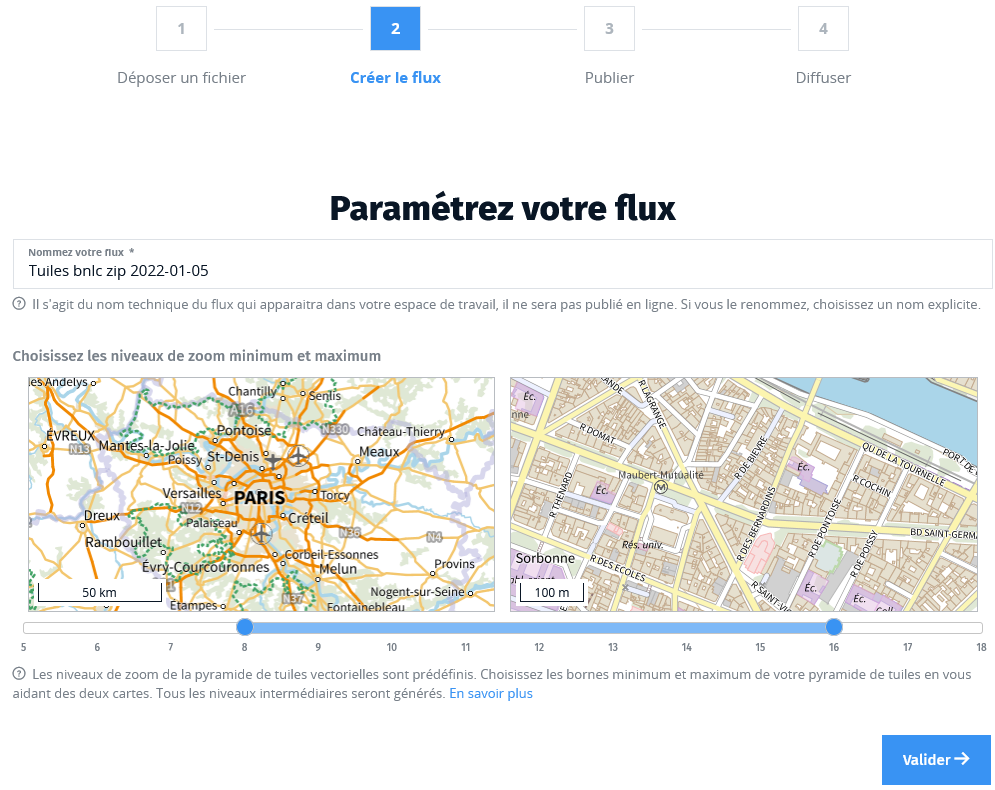 1
2
3
4
Déposer un fichier
Créer le flux
Publier
Diffuser
Paramétrez votre flux
Nommez votre flux *
Tuiles bnlc zip 2022-01-05
Il s'agit du nom technique du flux qui apparaitra dans votre espace de travail, il ne sera pas publié en ligne. Si vous le renommez, choisissez un nom explicite.
Choisissez les niveaux de zoom minimum et maximum
es Andelys
Chantilly
Senlis
A16
N330
Pontoise
Château-Thierry
ÉVREUX
N13
Mantes-la-Jolie
Poissy
St-Denis
Meaux
Versailles
PARIS
Torcy
N12
Dreux
Palaiseau
Créteil
N36
N4
Rambouillet
Corbeil-Essonnes
Évry-Courcouronnes
Melun
Provins
50 km
N37
Nogent-sur-Seine
Étampes
Fontainebleau
Éc.
R LAGRANGE
R DOMAT
Maubert-Mutualité
M
R DE BIEVRE
QU DE LA TOURNELLE
PORT DE
R COCHIN
Éc.
Éc.
R THENARD
R DES BERNARDINS
R DE PONTOISE
BD SAINT-GERMA
Rés. univ.
R DE POISSY
Sorbonne
R DES ECOLES
R SAINT-VI
Éc.
Éc.
100 m
5 6 7 8 9 10 11 12 13 14 15 16 17 18
Les niveaux de zoom de la pyramide de tuiles vectorielles sont prédéfinis. Choisissez les bornes minimum et maximum de votre pyramide de tuiles en vous
aidant des deux cartes. Tous les niveaux intermédiaires seront générés. En savoir plus
Valider